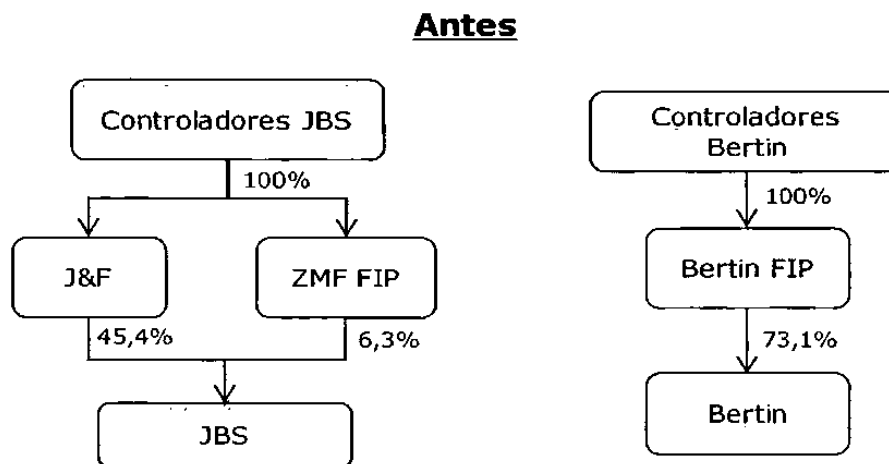 Antes
Controladores JBS
100%
J&F
ZMF FIP
45,4%
6,3%
JBS
Controladores
Bertin
100%
Bertin FIP
73,1%
Bertin